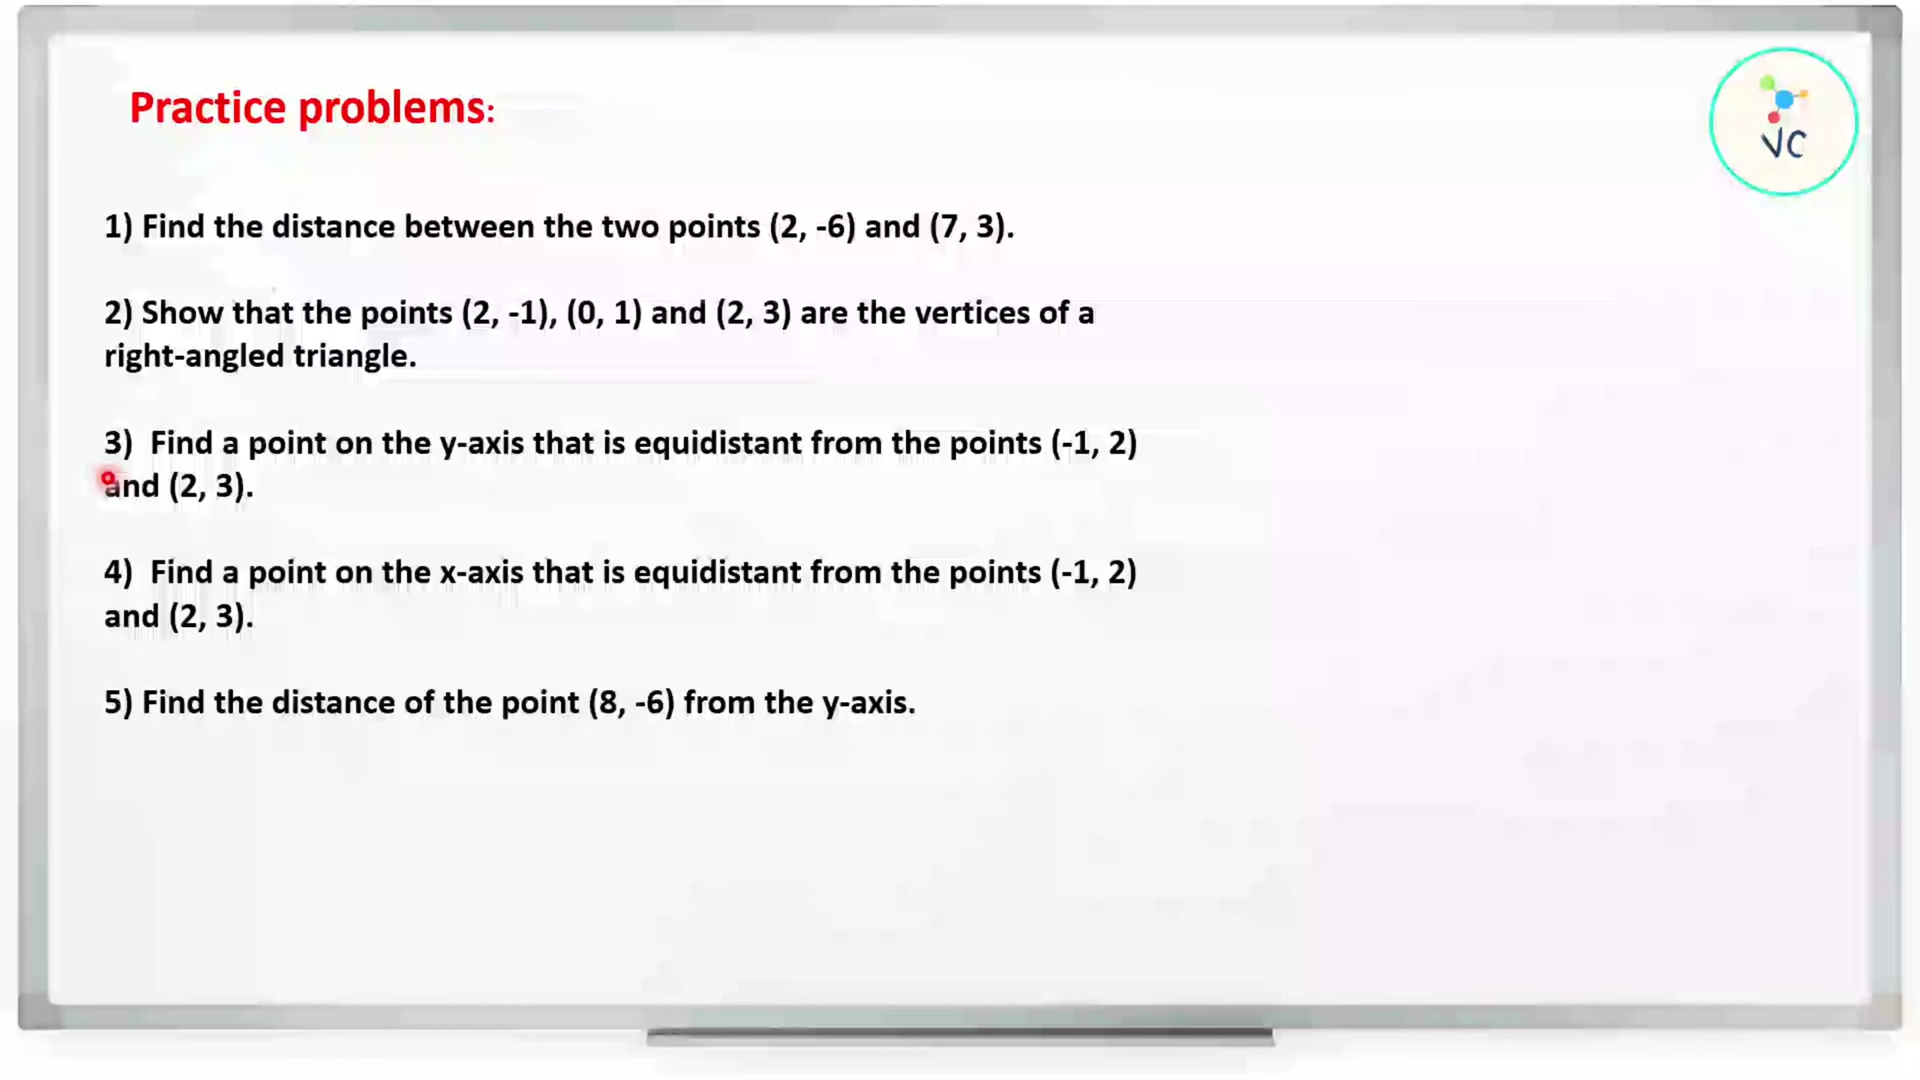 Practice problems:
VC
1) Find the distance between the two points (2, -6) and (7, 3).
2) Show that the points (2, -1), (0, 1) and (2, 3) are the vertices of a
right-angled triangle.
3) Find a point on the y-axis that is equidistant from the points (-1, 2)
and (2, 3).
4) Find a point on the x-axis that is equidistant from the points (-1, 2)
and (2, 3).
5) Find the distance of the point (8, -6) from the y-axis.